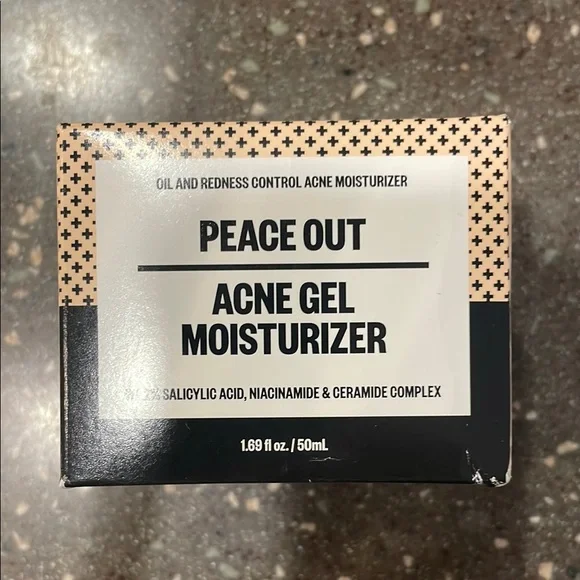 OIL AND REDNESS CONTROL ACNE MOISTURIZER
PEACE OUT
ACNE GEL
MOISTURIZER
2% SALICYLIC ACID, NIACINAMIDE & CERAMIDE COMPLEX
1.69 fl oz. / 50mL